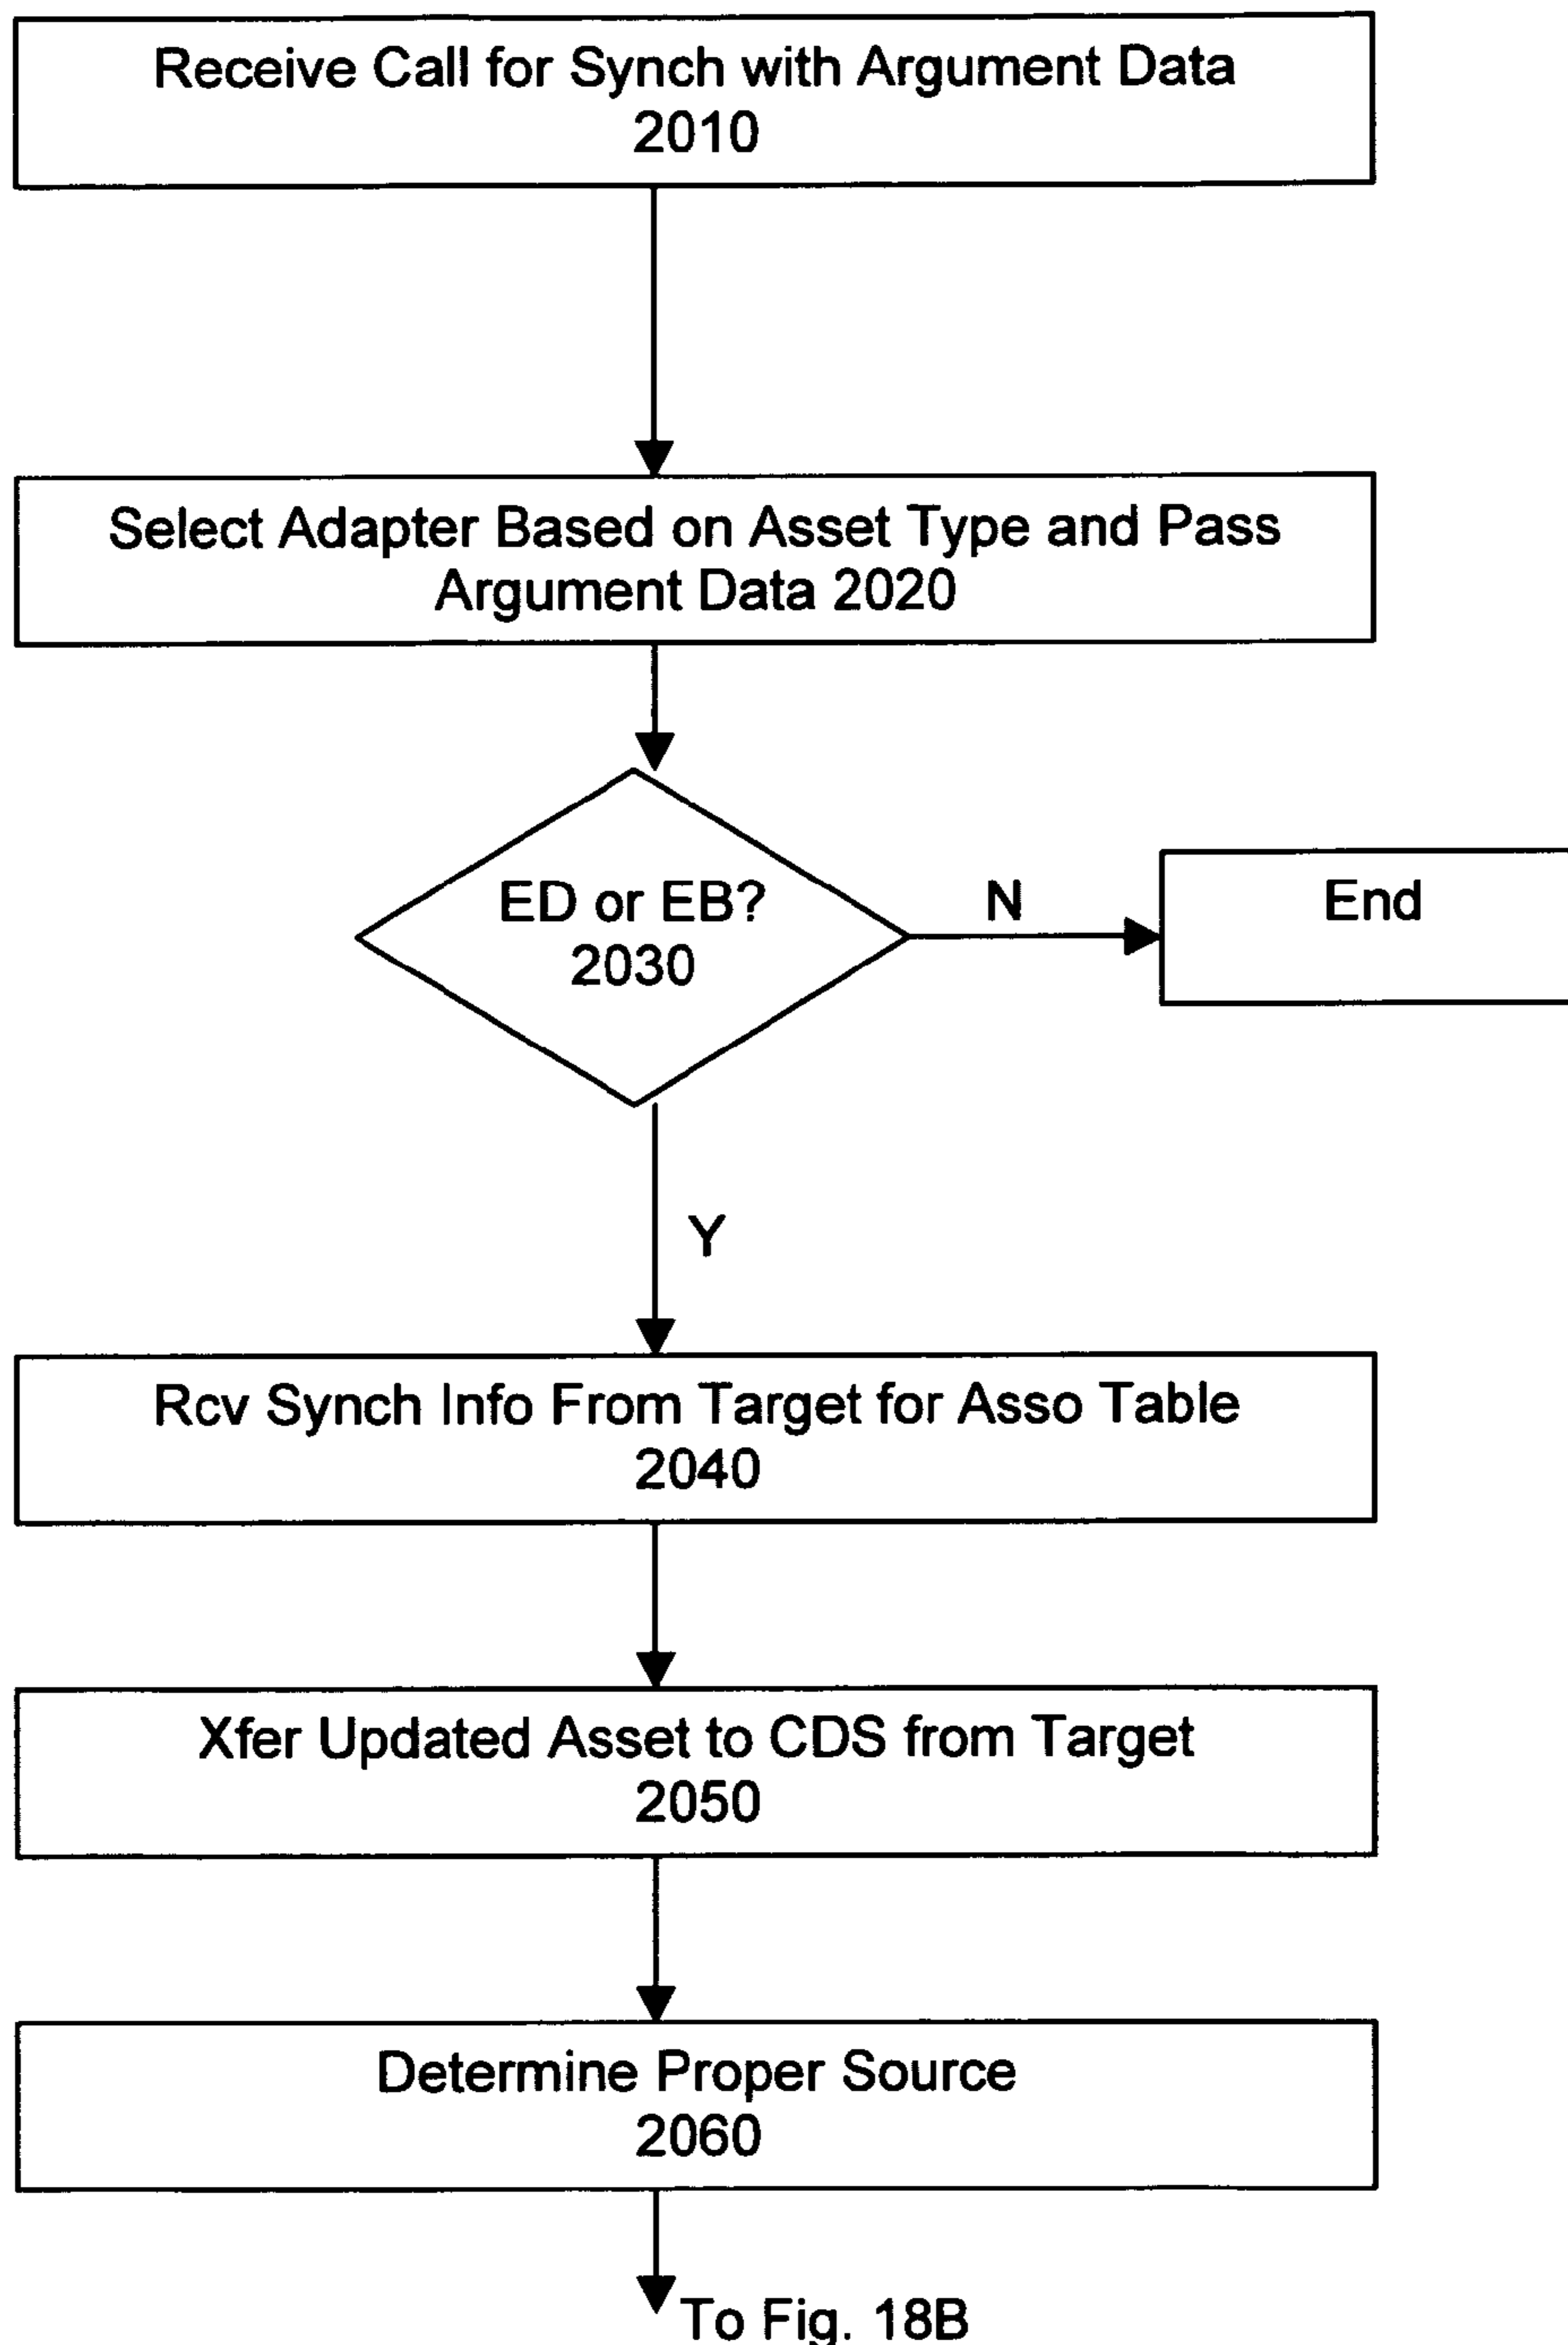 Receive Call for Synch with Argument Data
2010
Select Adapter Based on Asset Type and Pass
Argument Data 2020
ED or EB?
2030
N
End
Y
Rcv Synch Info From Target for Asso Table
2040
Xfer Updated Asset to CDS from Target
2050
Determine Proper Source
2060
To Fig. 18B